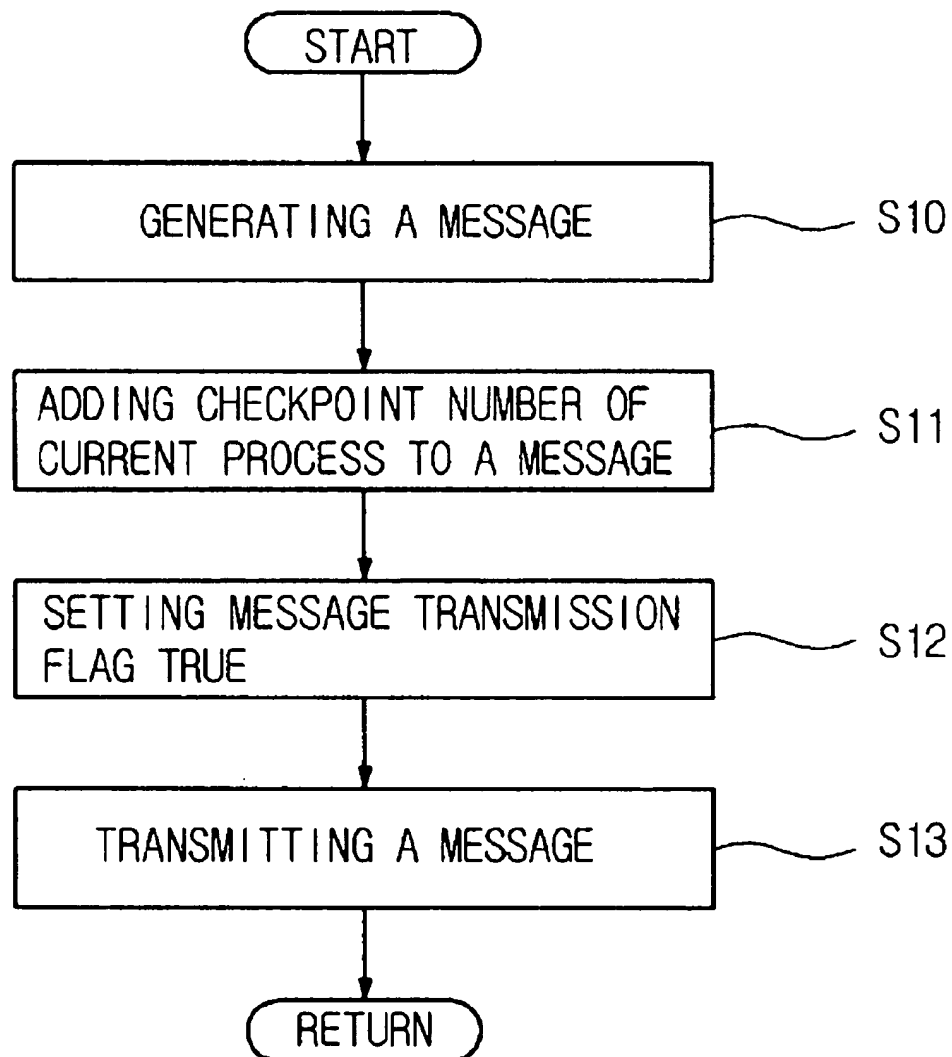 START
GENERATING A MESSAGE
S10
ADDING CHECKPOINT NUMBER OF
CURRENT PROCESS TO A MESSAGE
S11
SETTING MESSAGE TRANSMISSION
FLAG TRUE
S12
TRANSMITTING A MESSAGE
S13
RETURN